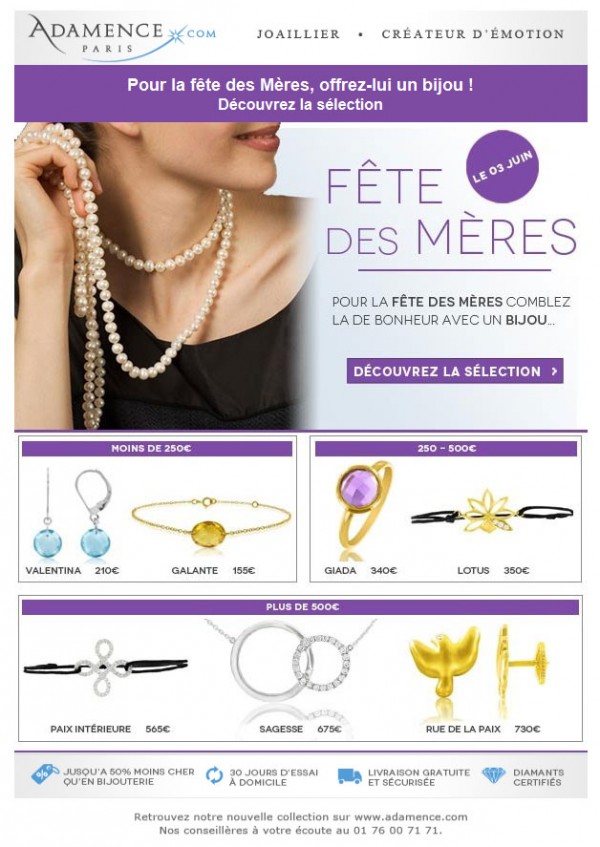 ADAMENCE.COM
PARIS
JOAILLIER • CRÉATEUR D'ÉMOTION
Pour la fête des Mères, offrez-lui un bijou !
Découvrez la sélection
LE 03 JUIN
FÊTE
DES MÈRES
POUR LA FÊTE DES MÈRES COMBLEZ
LA DE BONHEUR AVEC UN BIJOU...
DÉCOUVREZ LA SÉLECTION >
MOINS DE 250€
VALENTINA 210€
GALANTE 155€
250 - 500€
GIADA 340€
LOTUS 350€
PLUS DE 500€
PAIX INTÉRIEURE 565€
SAGESSE 675€
RUE DE LA PAIX 730€
JUSQU'A 50% MOINS CHER
QU'EN BIJOUTERIE
30 JOURS D'ESSAI
À DOMICILE
LIVRAISON GRATUITE
ET SÉCURISÉE
DIAMANTS
CERTIFIÉS
Retrouvez notre nouvelle collection sur www.adamence.com
Nos conseillères à votre écoute au 01 76 00 71 71.